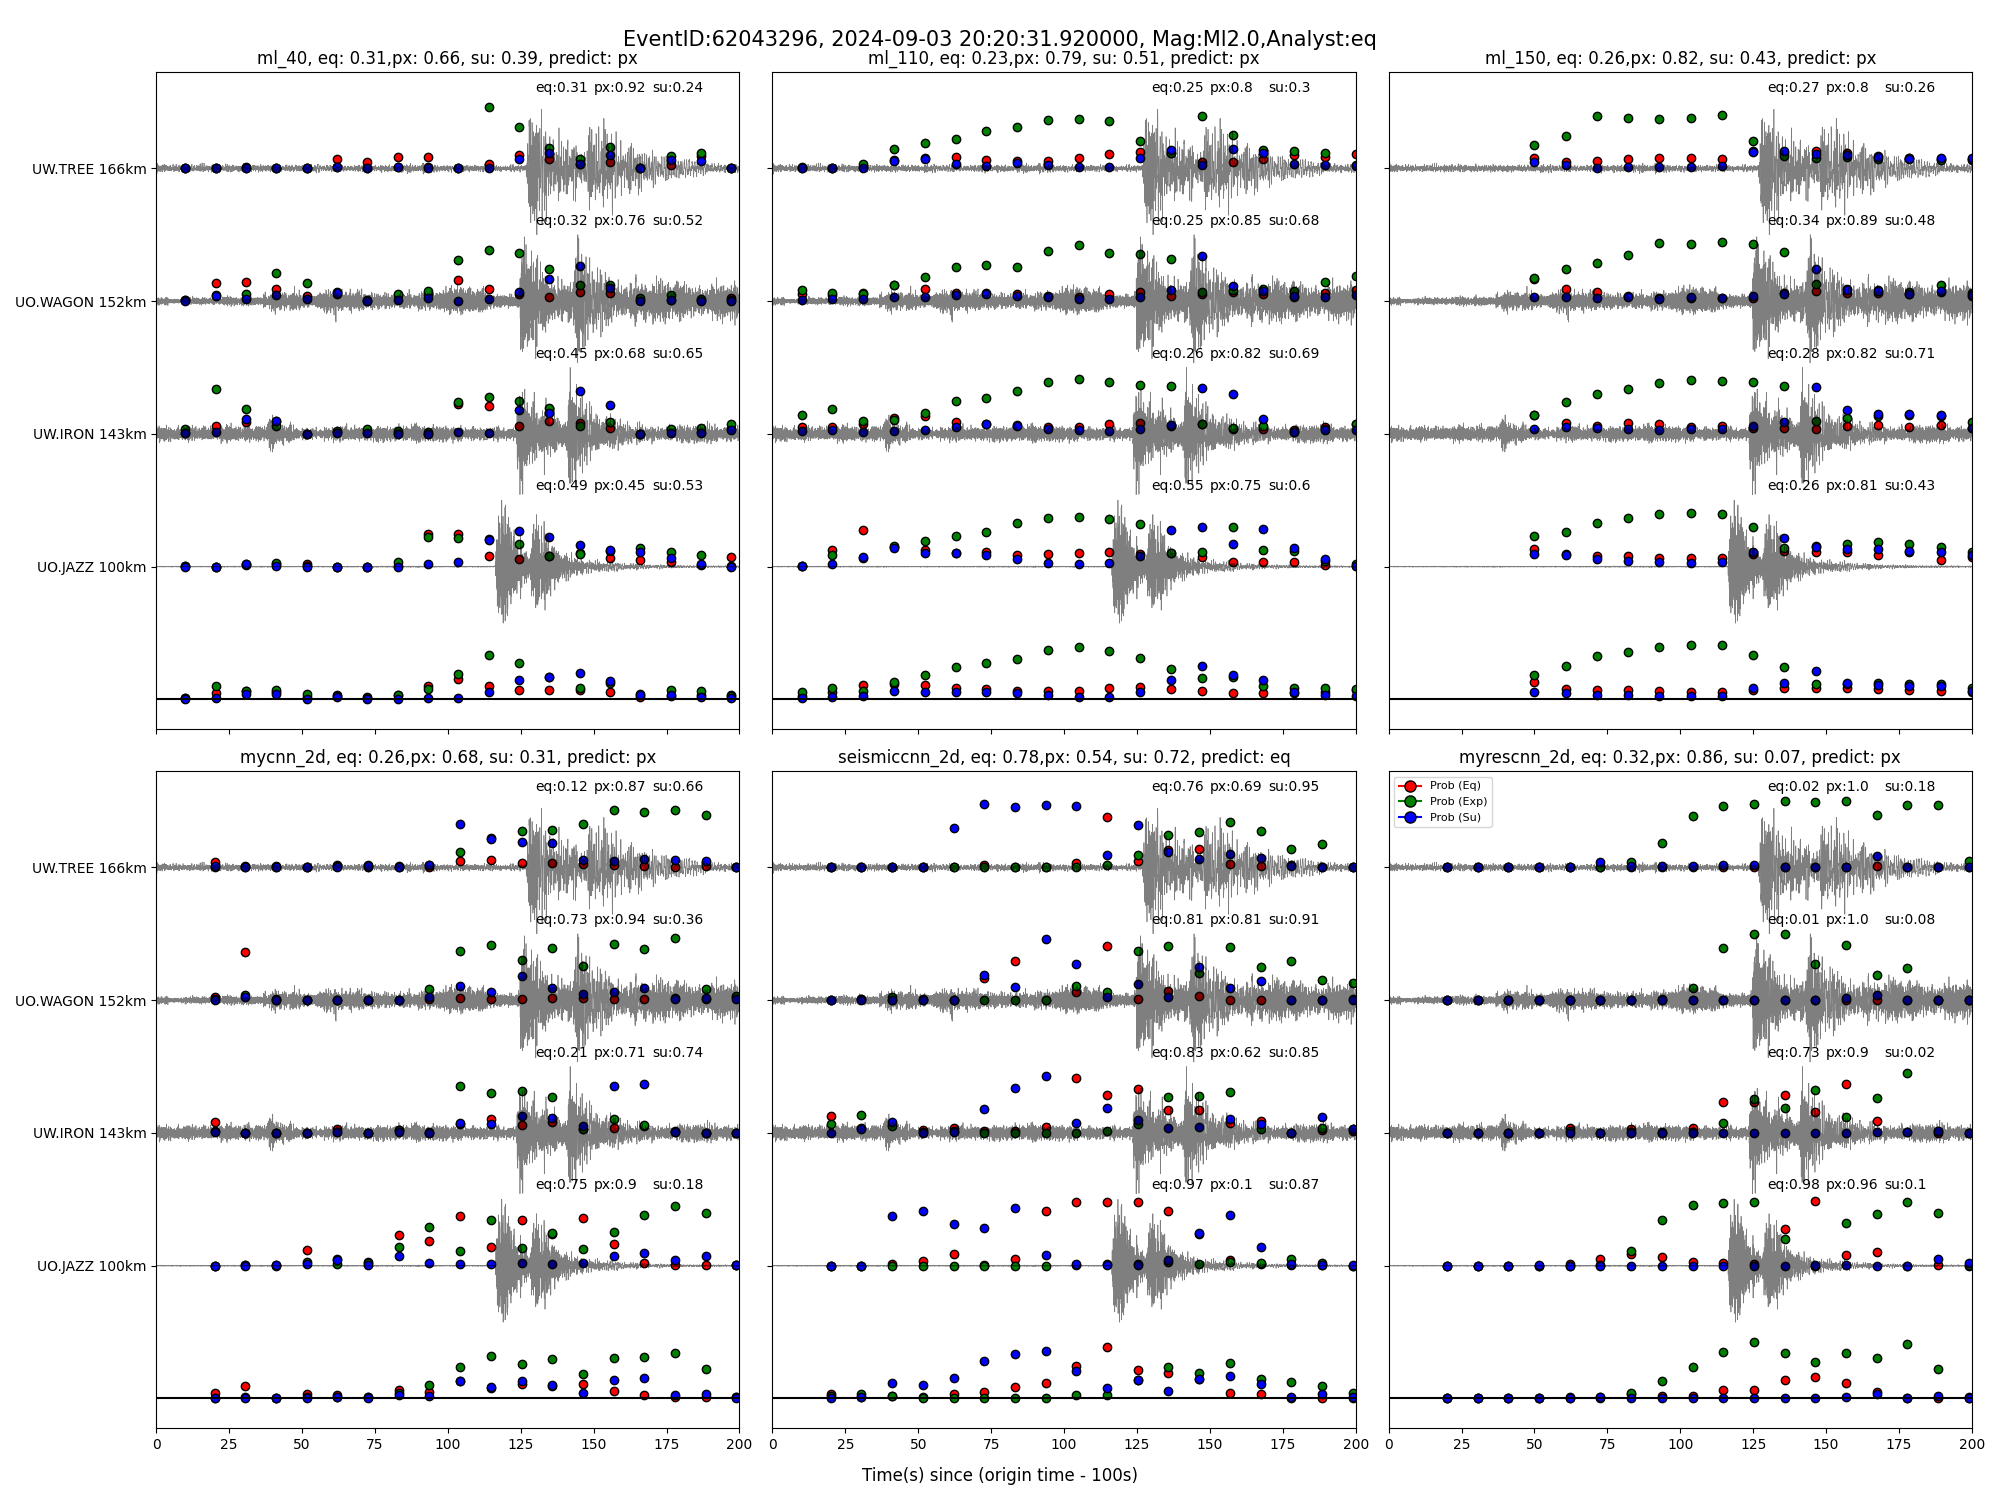 EventID:62043296, 2024-09-03 20:20:31.920000, Mag:Ml2.0,Analyst:eq
ml_40, eq: 0.31,px: 0.66, su: 0.39, predict: px
eq:0.31 px:0.92 su:0.24
UW.TREE 166km
eq:0.32 px:0.76 su:0.52
UO.WAGON 152km
eq:0.45 px:0.68 su:0.65
UW.IRON 143km
eq:0.49 px:0.45 su:0.53
UO.JAZZ 100km
ml_110, eq: 0.23,px: 0.79, su: 0.51, predict: px
eq:0.25 px:0.8 su:0.3
eq:0.25 px:0.85 su:0.68
eq:0.26 px:0.82 su:0.69
eq:0.55 px:0.75 su:0.6
ml_150, eq: 0.26,px: 0.82, su: 0.43, predict: px
eq:0.27 px:0.8 su:0.26
eq:0.34 px:0.89 su:0.48
eq:0.28 px:0.82 su:0.71
eq:0.26 px:0.81 su:0.43
mycnn_2d, eq: 0.26,px: 0.68, su: 0.31, predict: px
eq:0.12 px:0.87 su:0.66
UW.TREE 166km
eq:0.73 px:0.94 su:0.36
UO.WAGON 152km
eq:0.21 px:0.71 su:0.74
UW.IRON 143km
eq:0.75 px:0.9 su:0.18
UO.JAZZ 100km
0 25 50 75 100 125 150 175 200
seismiccnn_2d, eq: 0.78,px: 0.54, su: 0.72, predict: eq
eq:0.76 px:0.69 su:0.95
eq:0.81 px:0.81 su:0.91
eq:0.83 px:0.62 su:0.85
eq:0.97 px:0.1 su:0.87
0 25 50 75 100 125 150 175 200
myrescnn_2d, eq: 0.32,px: 0.86, su: 0.07, predict: px
Prob (Eq)
Prob (Exp)
Prob (Su)
eq:0.02 px:1.0 su:0.18
eq:0.01 px:1.0 su:0.08
eq:0.73 px:0.9 su:0.02
eq:0.98 px:0.96 su:0.1
0 25 50 75 100 125 150 175 200
Time(s) since (origin time - 100s)